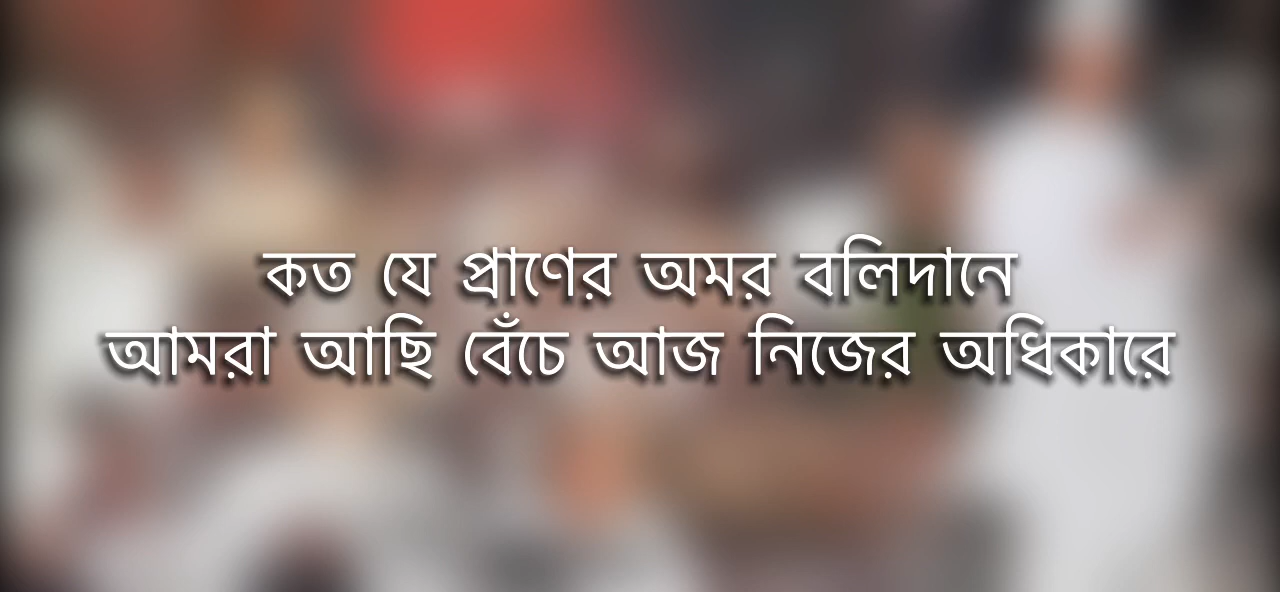 কত যে প্রাণের অমর বলিদানে
আমরা আছি বেঁচে আজ নিজের অধিকারে